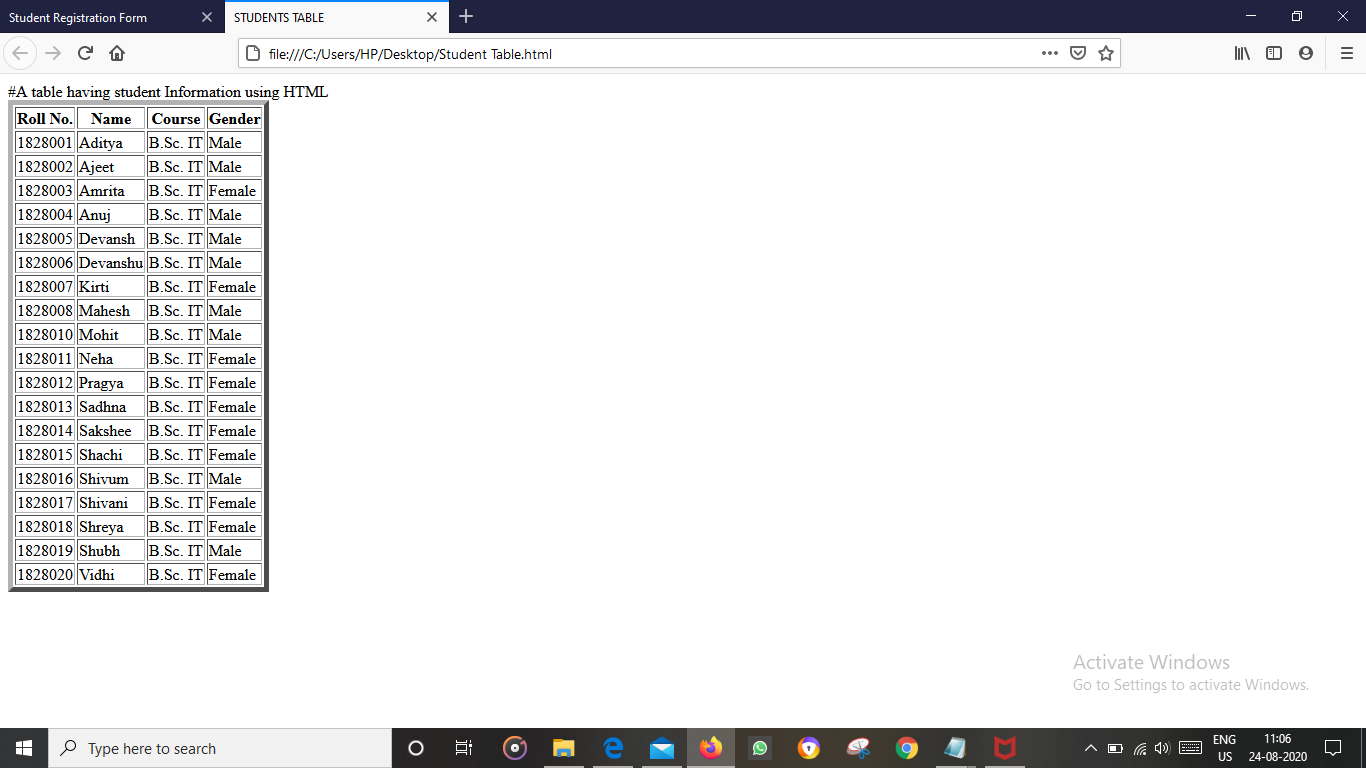 Student Registration Form
STUDENTS TABLE
file:///C:/Users/HP/Desktop/Student Table.html
#A table having student Information using HTML
Roll No. Name Course Gender
1828001 Aditya B.Sc. IT Male
1828002 Ajeet B.Sc. IT Male
1828003 Amrita B.Sc. IT Female
1828004 Anuj B.Sc. IT Male
1828005 Devansh B.Sc. IT Male
1828006 Devanshu B.Sc. IT Male
1828007 Kirti B.Sc. IT Female
1828008 Mahesh B.Sc. IT Male
1828010 Mohit B.Sc. IT Male
1828011 Neha B.Sc. IT Female
1828012 Pragya B.Sc. IT Female
1828013 Sadhna B.Sc. IT Female
1828014 Sakshee B.Sc. IT Female
1828015 Shachi B.Sc. IT Female
1828016 Shivum B.Sc. IT Male
1828017 Shivani B.Sc. IT Female
1828018 Shreya B.Sc. IT Female
1828019 Shubh B.Sc. IT Male
1828020 Vidhi B.Sc. IT Female
Activate Windows
Go to Settings to activate Windows.
Type here to search
ENG
US
11:06
24-08-2020